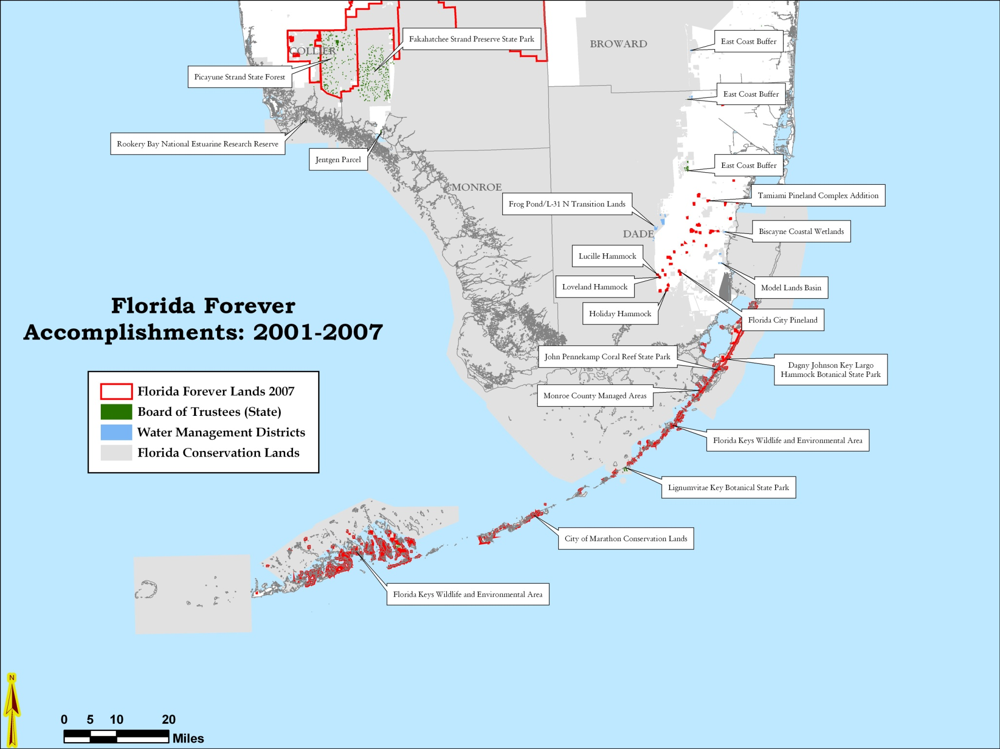 BROWARD
Fakahatchee Strand Preserve State Park
East Coast Buffer
COLLIER
Picayune Strand State Forest
East Coast Buffer
Rookery Bay National Estuarine Research Reserve
Jentgen Parcel
East Coast Buffer
MONROE
Tamiami Pineland Complex Addition
Frog Pond/L-31 N Transition Lands
DADE
Biscayne Coastal Wetlands
Lucille Hammock
Loveland Hammock
Model Lands Basin
Holiday Hammock
Florida City Pineland
Florida Forever
Accomplishments: 2001-2007
John Pennekamp Coral Reef State Park
Dagny Johnson Key Largo
Hammock Botanical State Park
Monroe County Managed Areas
Florida Forever Lands 2007
Board of Trustees (State)
Water Management Districts
Florida Conservation Lands
Florida Keys Wildlife and Environmental Area
Lignumvitae Key Botanical State Park
City of Marathon Conservation Lands
Florida Keys Wildlife and Environmental Area
N
0 5 10 20
Miles